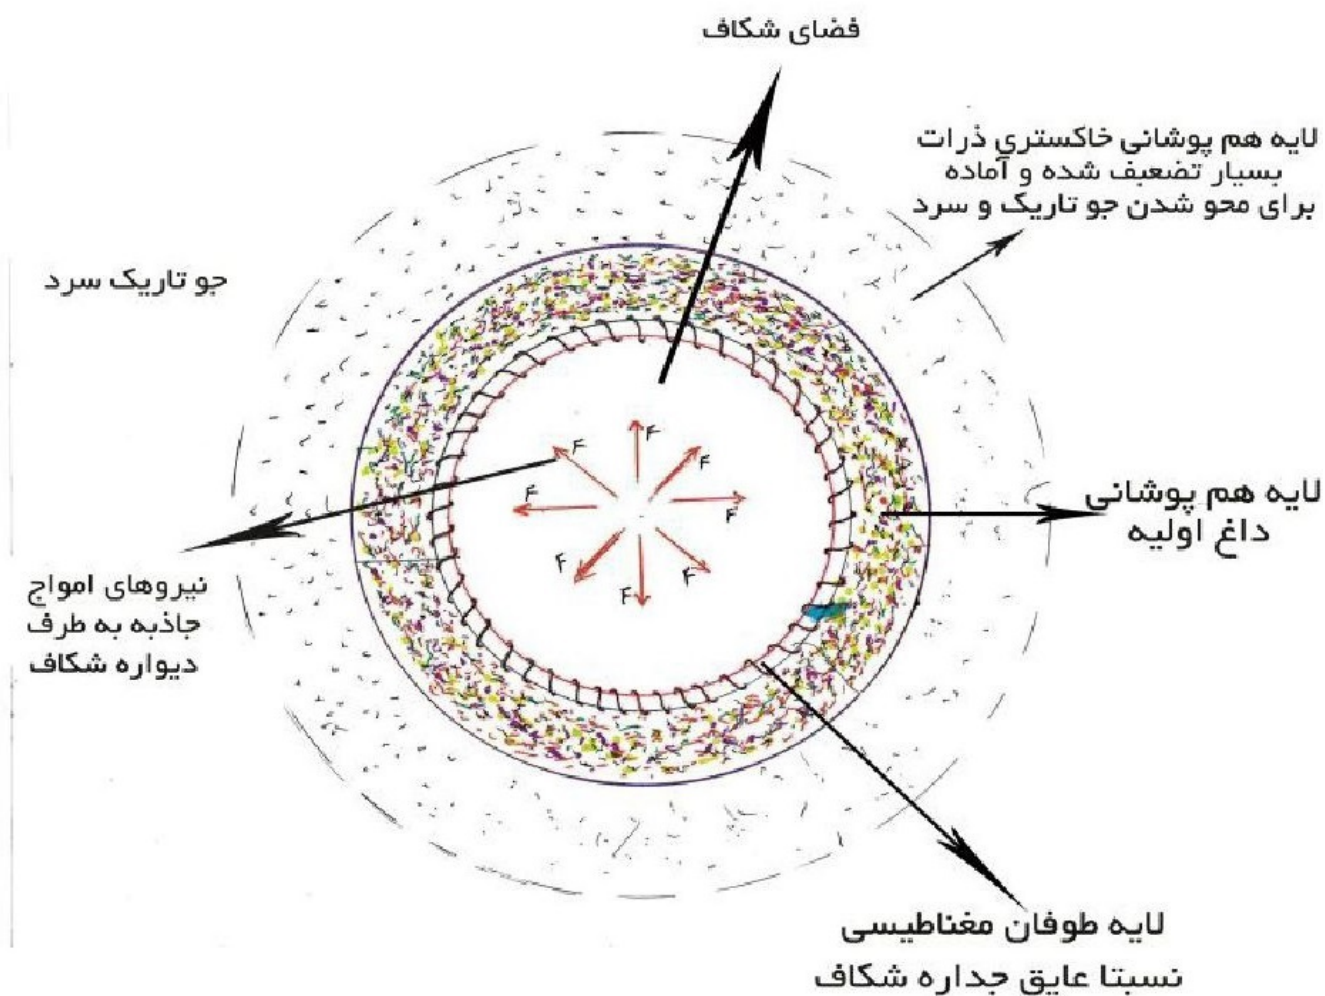 فضای شکاف
لایه هم پوشانی خاکستری ذرات
بسیار تضعبف شده و آماده
برای محو شدن جو تاریک و سرد
جو تاریک سرد
F
F
F
F
F
F
F
F
لایه هم پوشانی
داغ اولیه
نیروهای امواج
جاذبه به طرف
دیواره شکاف
لایه طوفان مغناطیسی
نسبتا عایق جداره شکاف